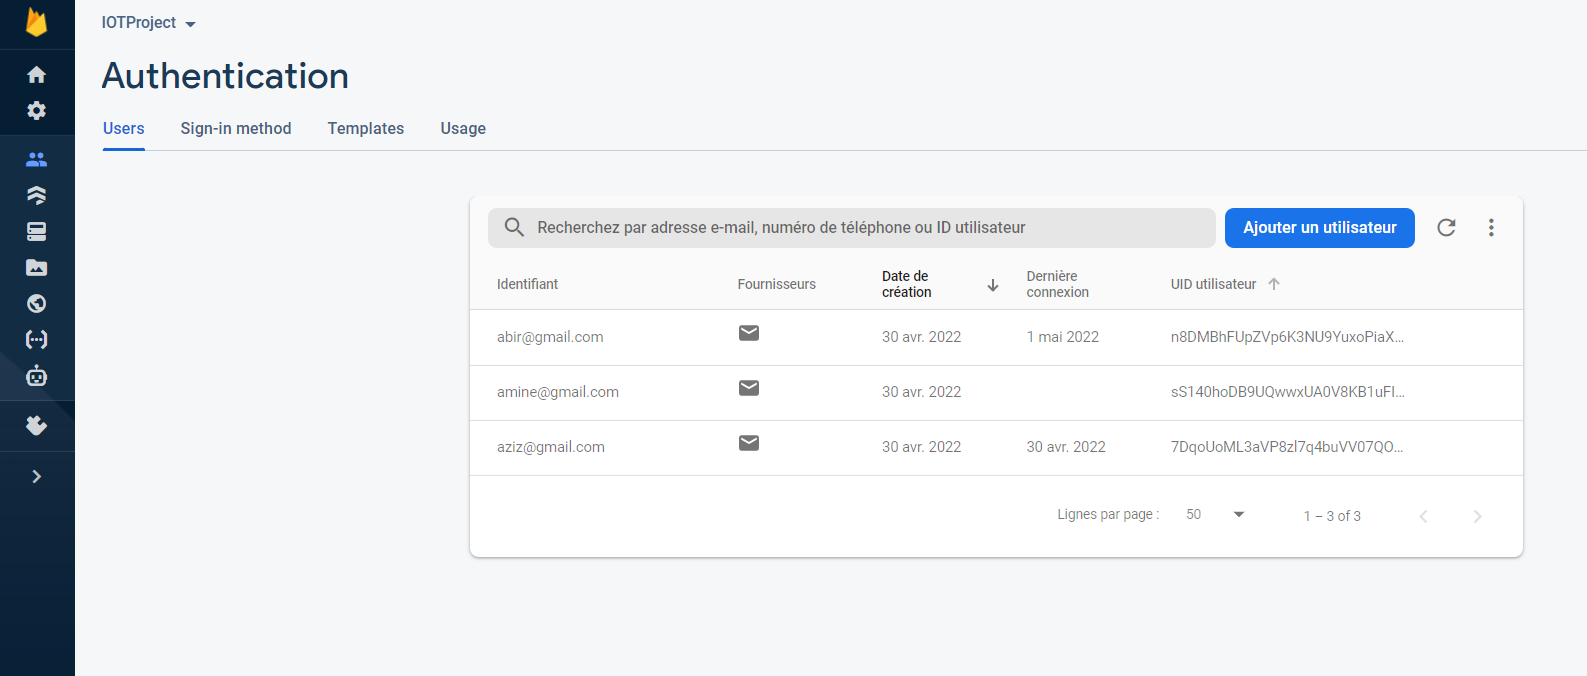 IOTProject
Authentication
Users Sign-in method Templates Usage
Recherchez par adresse e-mail, numéro de téléphone ou ID utilisateur Ajouter un utilisateur
Identifiant Fournisseurs Date de création Dernière connexion UID utilisateur
abir@gmail.com 30 avr. 2022 1 mai 2022 n8DMBhFUpZVp6K3NU9YuxoPiaX...
amine@gmail.com 30 avr. 2022 sS140hoDB9UQwwxUA0V8KB1uFI...
aziz@gmail.com 30 avr. 2022 30 avr. 2022 7DqoUoML3aVP8zl7q4buVV07QO...
Lignes par page : 50 1 – 3 of 3